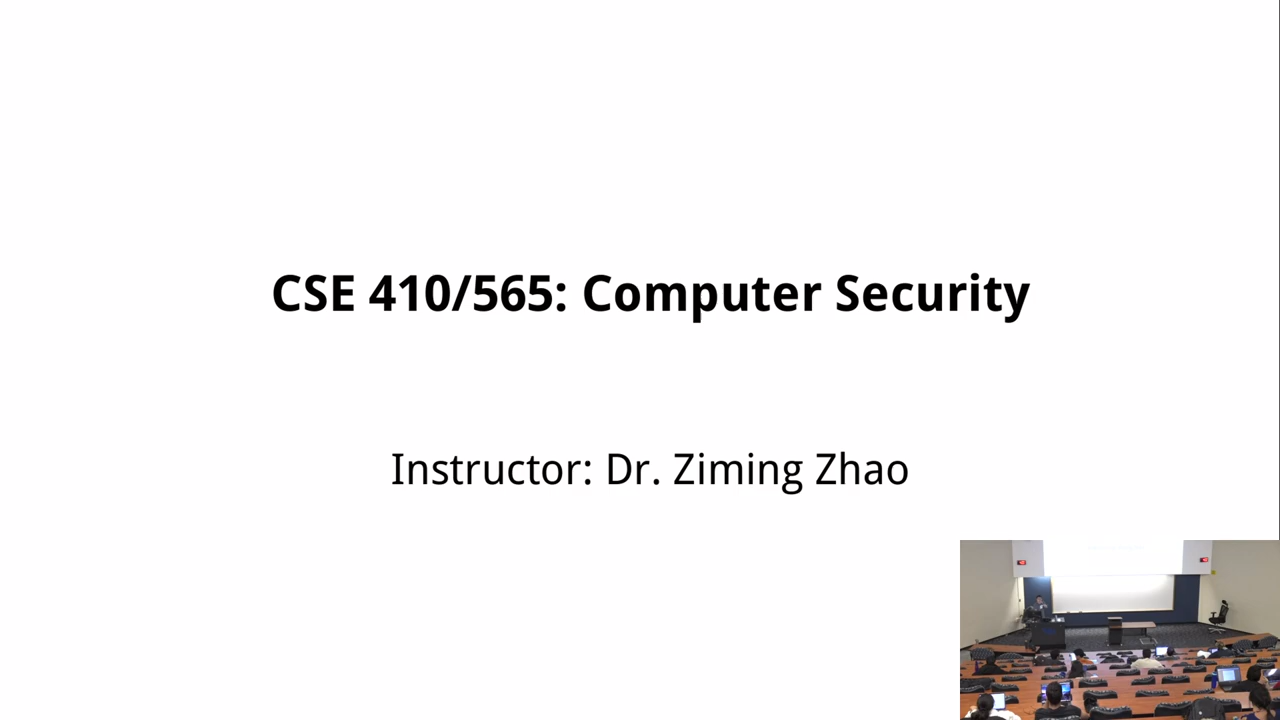 CSE 410/565: Computer Security
Instructor: Dr. Ziming Zhao